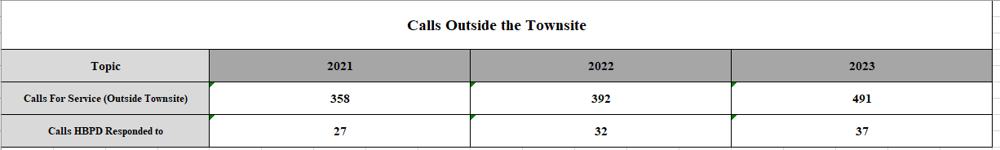 Calls Outside the Townsite
Topic 2021 2022 2023
Calls For Service (Outside Townsite) 358 392 491
Calls HBPD Responded to 27 32 37